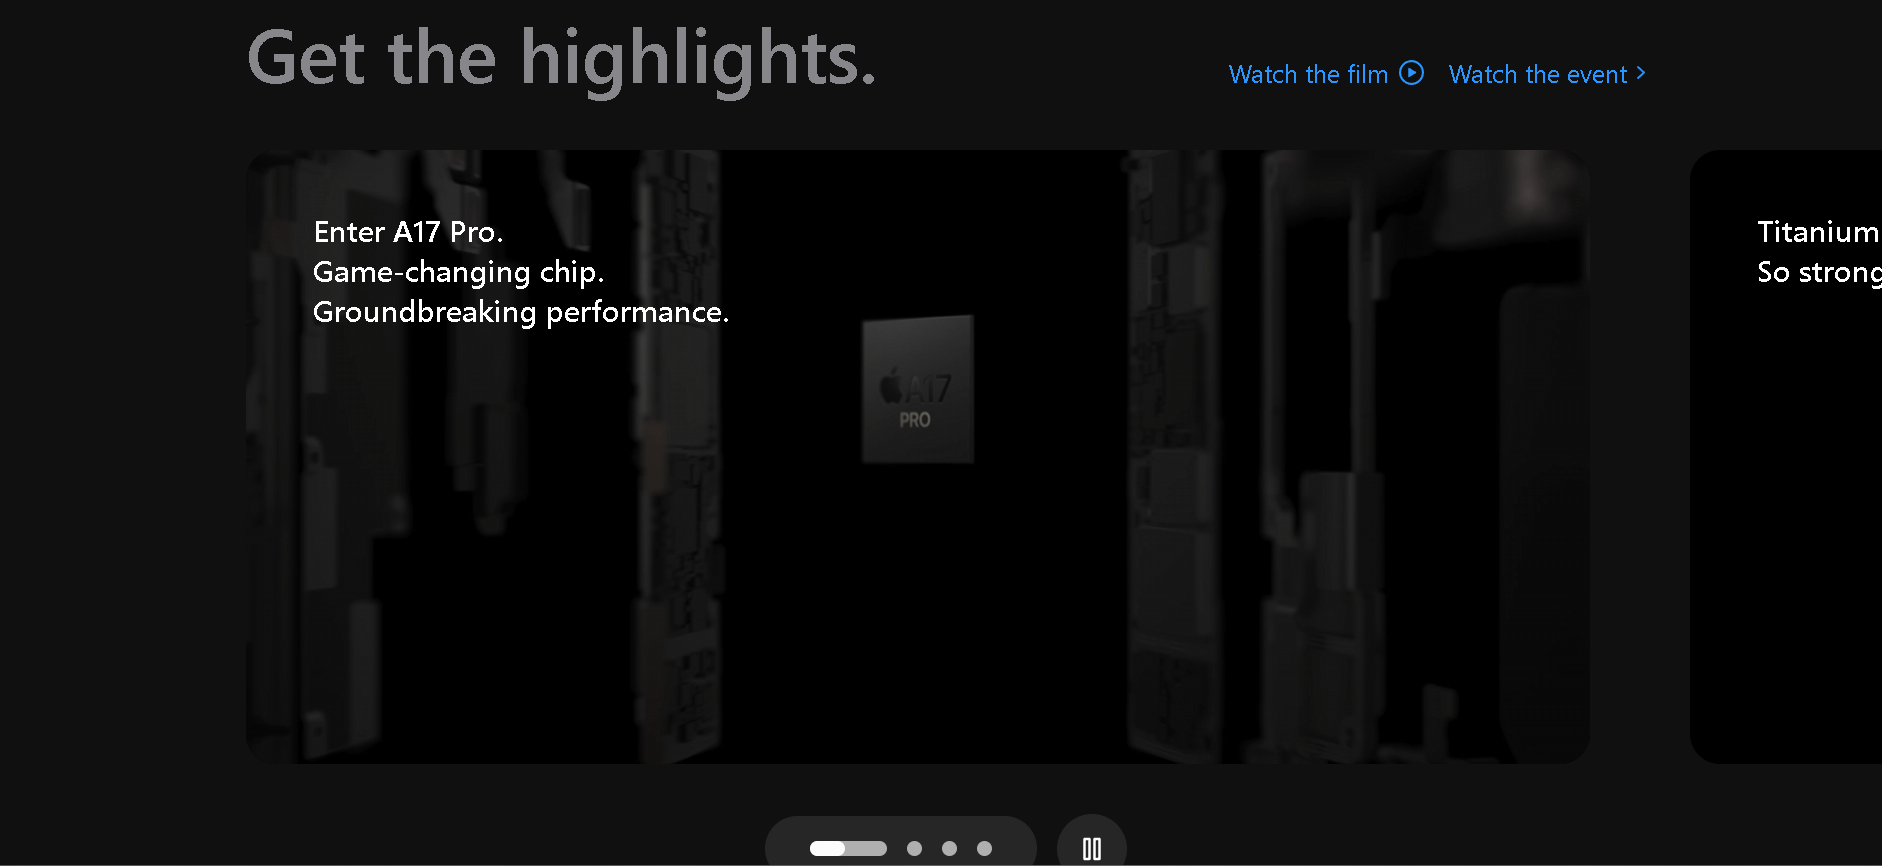 Get the highlights.
Watch the film
Watch the event
Enter A17 Pro.
Game-changing chip.
Groundbreaking performance.
A17
PRO
Titanium
So strong